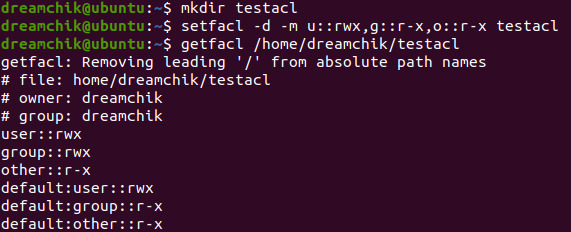 dreamchik@ubuntu:~$ mkdir testacl
dreamchik@ubuntu:~$ setfacl -d -m u::rwx,g::r-x,o::r-x testacl
dreamchik@ubuntu:~$ getfacl /home/dreamchik/testacl
getfacl: Removing leading '/' from absolute path names
# file: home/dreamchik/testacl
# owner: dreamchik
# group: dreamchik
user::rwx
group::rwx
other::r-x
default:user::rwx
default:group::r-x
default:other::r-x